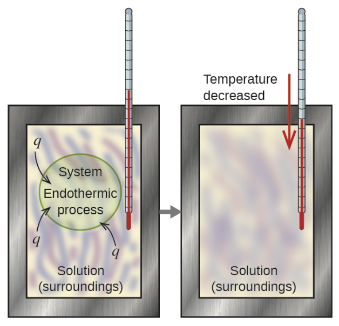 Temperature
decreased
q
System
Endothermic
process
q
q
Solution
(surroundings)
Solution
(surroundings)